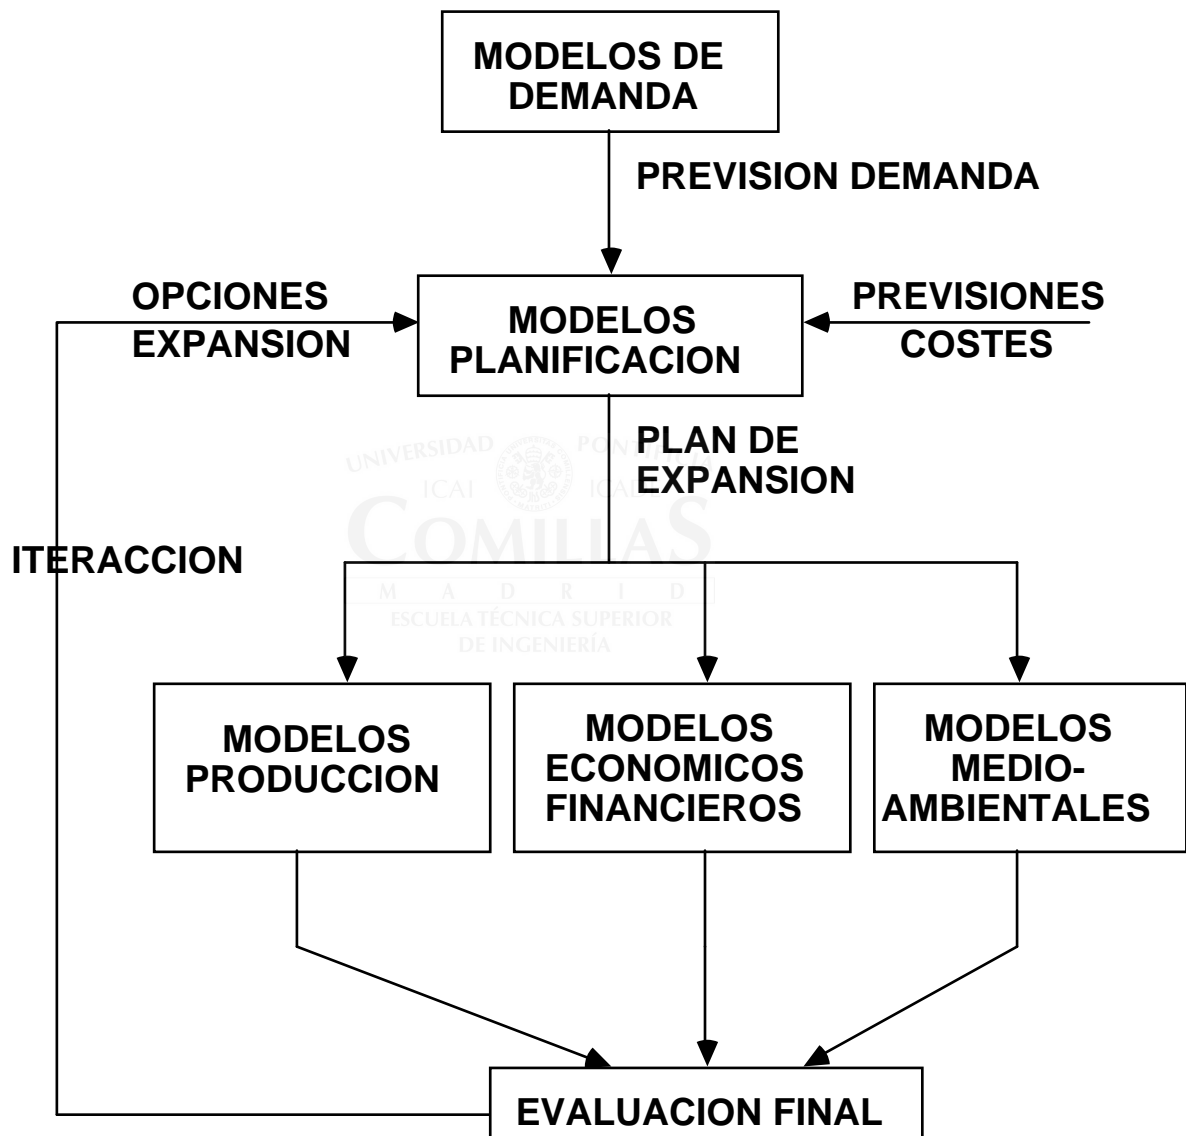 MODELOS DE
DEMANDA
PREVISION DEMANDA
OPCIONES
EXPANSION
MODELOS
PLANIFICACION
PREVISIONES
COSTES
PLAN DE
EXPANSION
UNIVERSIDAD PONTIFICIA
ICAI ICADE
COMILLAS
M A D R I D
ESCUELA TÉCNICA SUPERIOR
DE INGENIERÍA
ITERACCION
MODELOS
PRODUCCION
MODELOS
ECONOMICOS
FINANCIEROS
MODELOS
MEDIO-
AMBIENTALES
EVALUACION FINAL